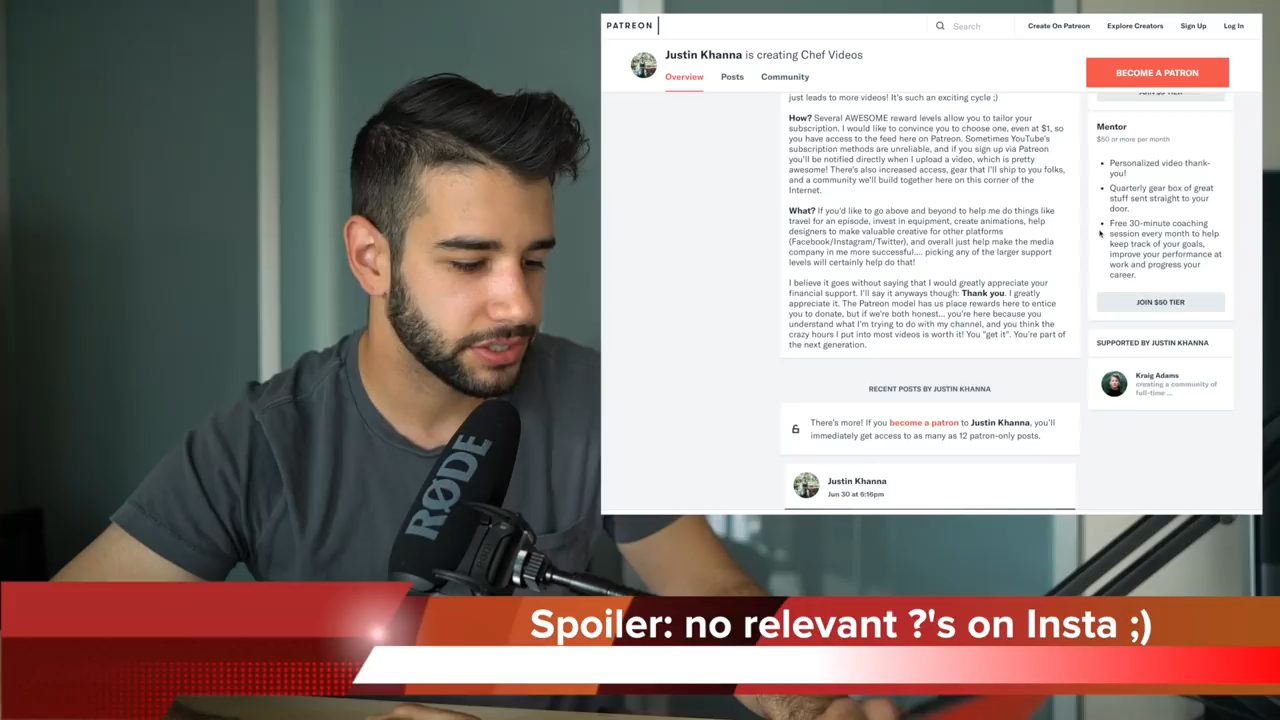 PATREON
Search
Create On Patreon
Explore Creators
Sign Up
Log In
Justin Khanna is creating Chef Videos
Overview
Posts
Community
BECOME A PATRON
just leads to more videos! It's such an exciting cycle ;)
How? Several AWESOME reward levels allow you to tailor your
subscription. I would like to convince you to choose one, even at $1, so
you have access to the feed here on Patreon. Sometimes YouTube's
subscription methods are unreliable, and if you sign up via Patreon
you'll be notified directly when I upload a video, which is pretty
awesome! There's also increased access, gear that I'll ship to you folks,
and a community we'll build together here on this corner of the
Internet.
What? If you'd like to go above and beyond to help me do things like
travel for an episode, invest in equipment, create animations, help
designers to make valuable creative for other platforms
(Facebook/Instagram/Twitter), and overall just help make the media
company in me more successful.... picking any of the larger support
levels will certainly help do that!
I believe it goes without saying that I would greatly appreciate your
financial support. I'll say it anyways though: Thank you. I greatly
appreciate it. The Patreon model has us place rewards here to entice
you to donate, but if we're both honest... you're here because you
understand what I'm trying to do with my channel, and you think the
crazy hours I put into most videos is worth it! You "get it". You're part of
the next generation.
RECENT POSTS BY JUSTIN KHANNA
There's more! If you become a patron to Justin Khanna, you'll
immediately get access to as many as 12 patron-only posts.
Justin Khanna
Jun 30 at 6:16pm
Mentor
$50 or more per month
• Personalized video thank-
you!
• Quarterly gear box of great
stuff sent straight to your
door.
• Free 30-minute coaching
session every month to help
keep track of your goals,
improve your performance at
work and progress your
career.
JOIN $50 TIER
SUPPORTED BY JUSTIN KHANNA
Kraig Adams
creating a community of
full-time ...
RØDE
Spoiler: no relevant ?'s on Insta ;)